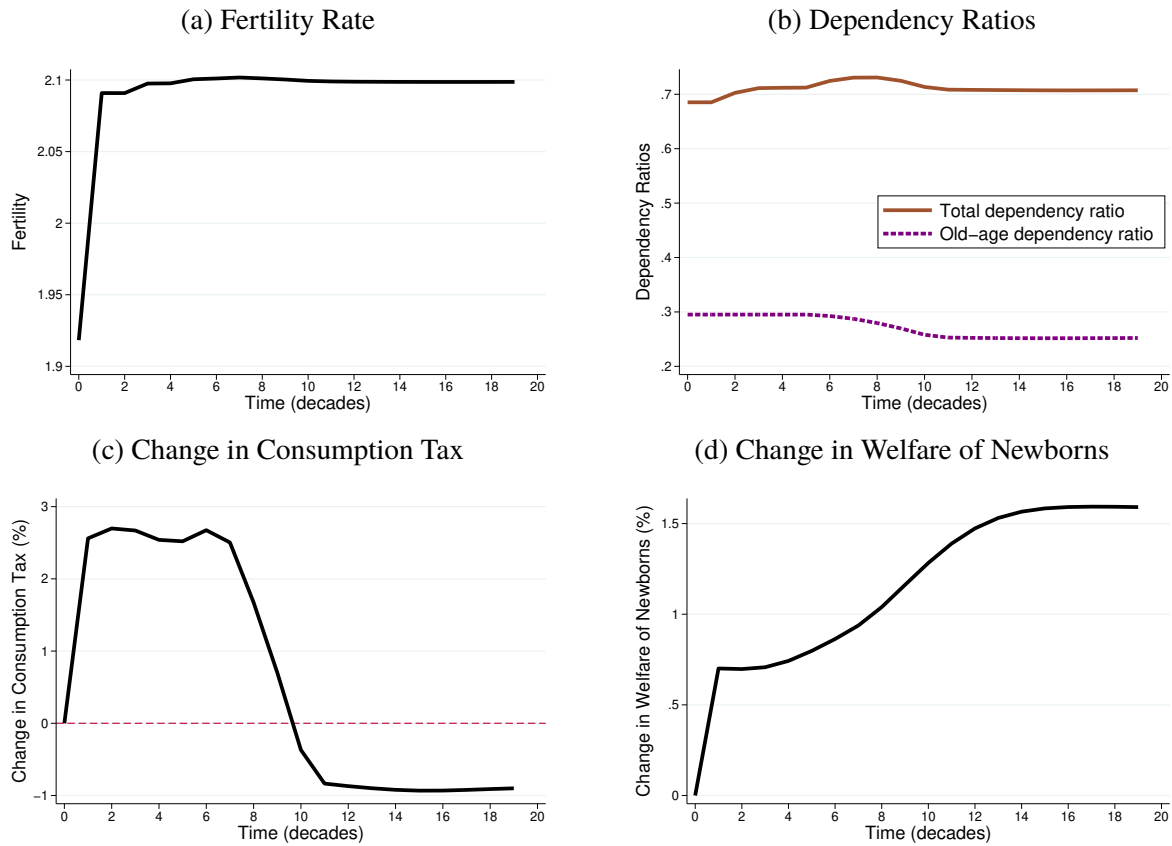 (a) Fertility Rate
Fertility
2.1
2.05
2
1.95
1.9
0 2 4 6 8 10 12 14 16 18 20
Time (decades)
(b) Dependency Ratios
Dependency Ratios
.7
.6
.5
.4
.3
.2
Total dependency ratio
Old−age dependency ratio
0 2 4 6 8 10 12 14 16 18 20
Time (decades)
(c) Change in Consumption Tax
Change in Consumption Tax (%)
3
2
1
0
−1
0 2 4 6 8 10 12 14 16 18 20
Time (decades)
(d) Change in Welfare of Newborns
Change in Welfare of Newborns (%)
1.5
1
.5
0
0 2 4 6 8 10 12 14 16 18 20
Time (decades)